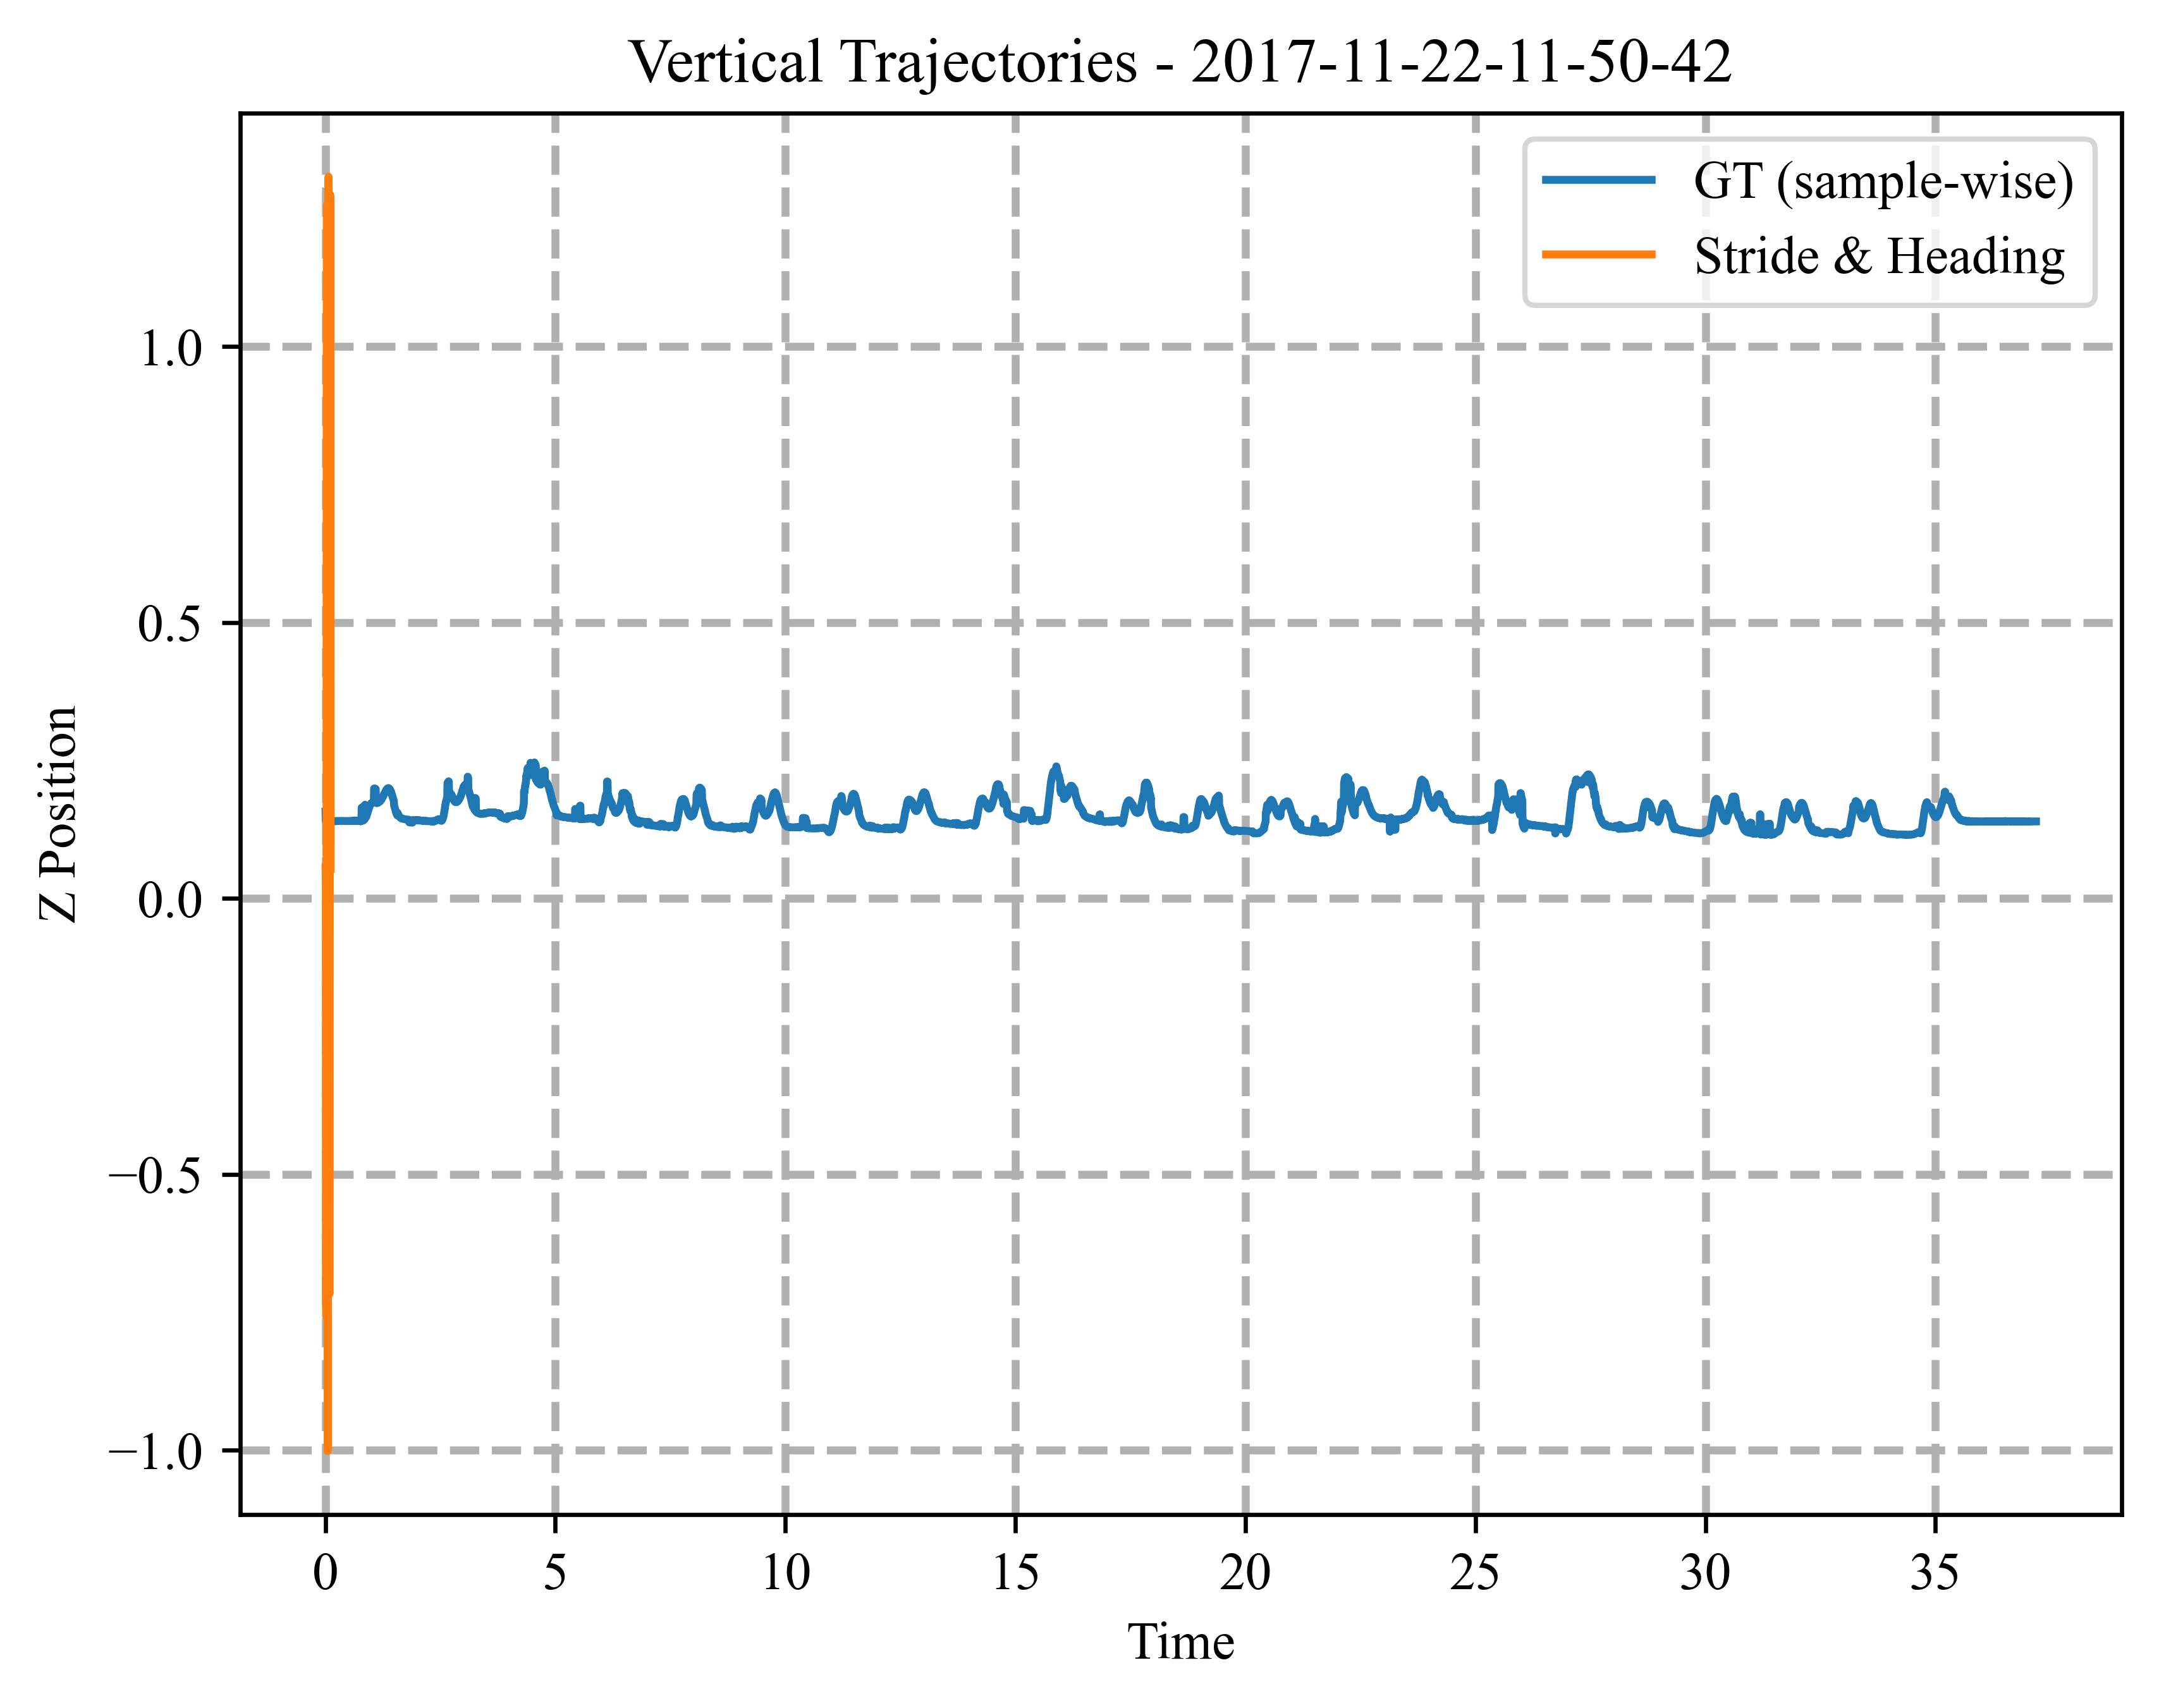 Vertical Trajectories - 2017-11-22-11-50-42
GT (sample-wise)
Stride & Heading
1.0
0.5
0.0
−0.5
−1.0
Z Position
0 5 10 15 20 25 30 35
Time